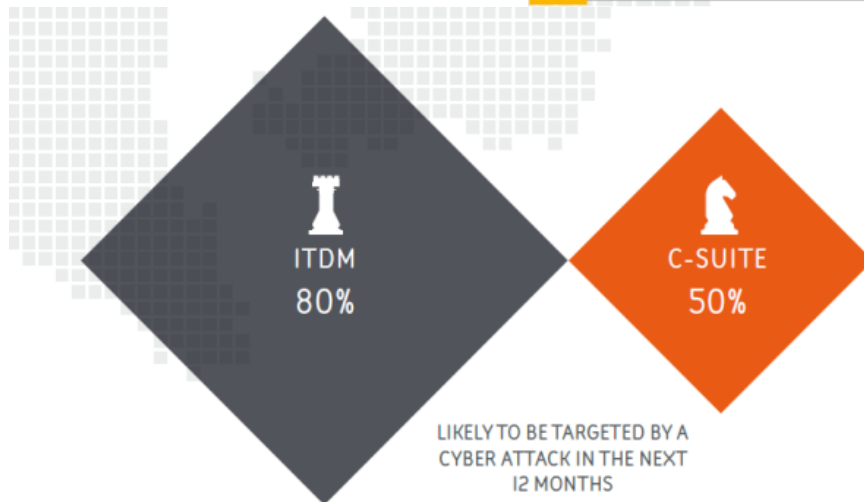 ITDM
80%
C-SUITE
50%
LIKELY TO BE TARGETED BY A
CYBER ATTACK IN THE NEXT
12 MONTHS